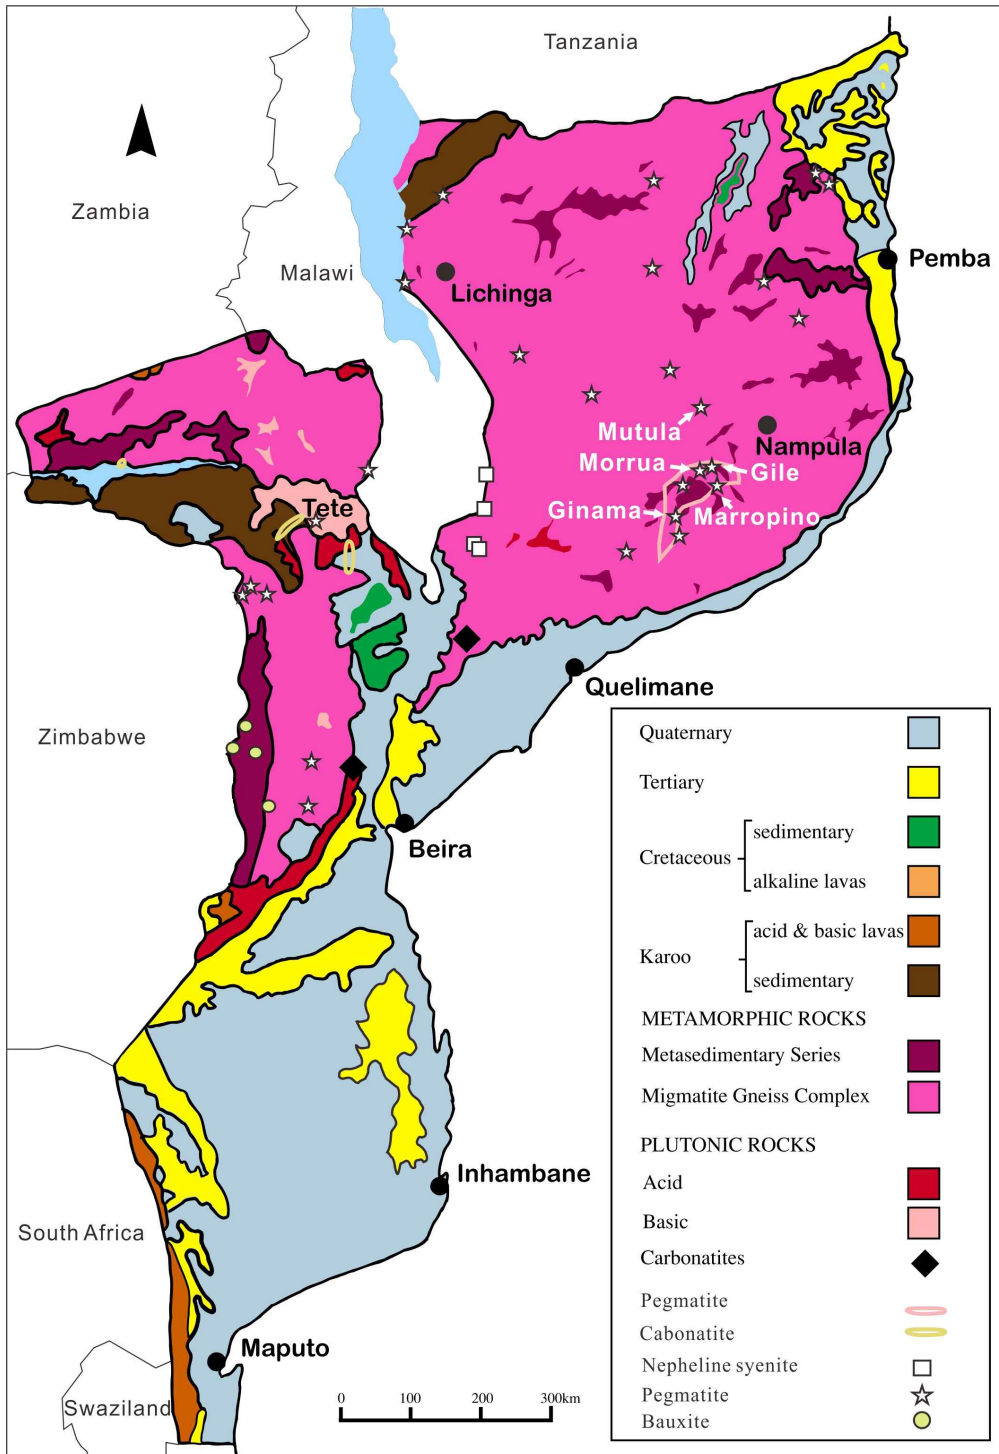 Tanzania
Zambia
Malawi
Pemba
Lichinga
Mutula
Nampula
Morrua
Gile
Tete
Ginama
Marropino
Quelimane
Zimbabwe
Beira
Inhambane
South Africa
Maputo
Swaziland
0 100 200 300km
Quaternary
Tertiary
Cretaceous
sedimentary
alkaline lavas
Karoo
acid & basic lavas
sedimentary
METAMORPHIC ROCKS
Metasedimentary Series
Migmatite Gneiss Complex
PLUTONIC ROCKS
Acid
Basic
Carbonatites
Pegmatite
Cabonatite
Nepheline syenite
Pegmatite
Bauxite